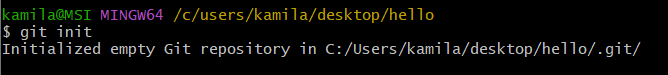 kamila@MSI MINGW64 /c/users/kamila/desktop/hello
$ git init
Initialized empty Git repository in C:/Users/kamila/desktop/hello/.git/